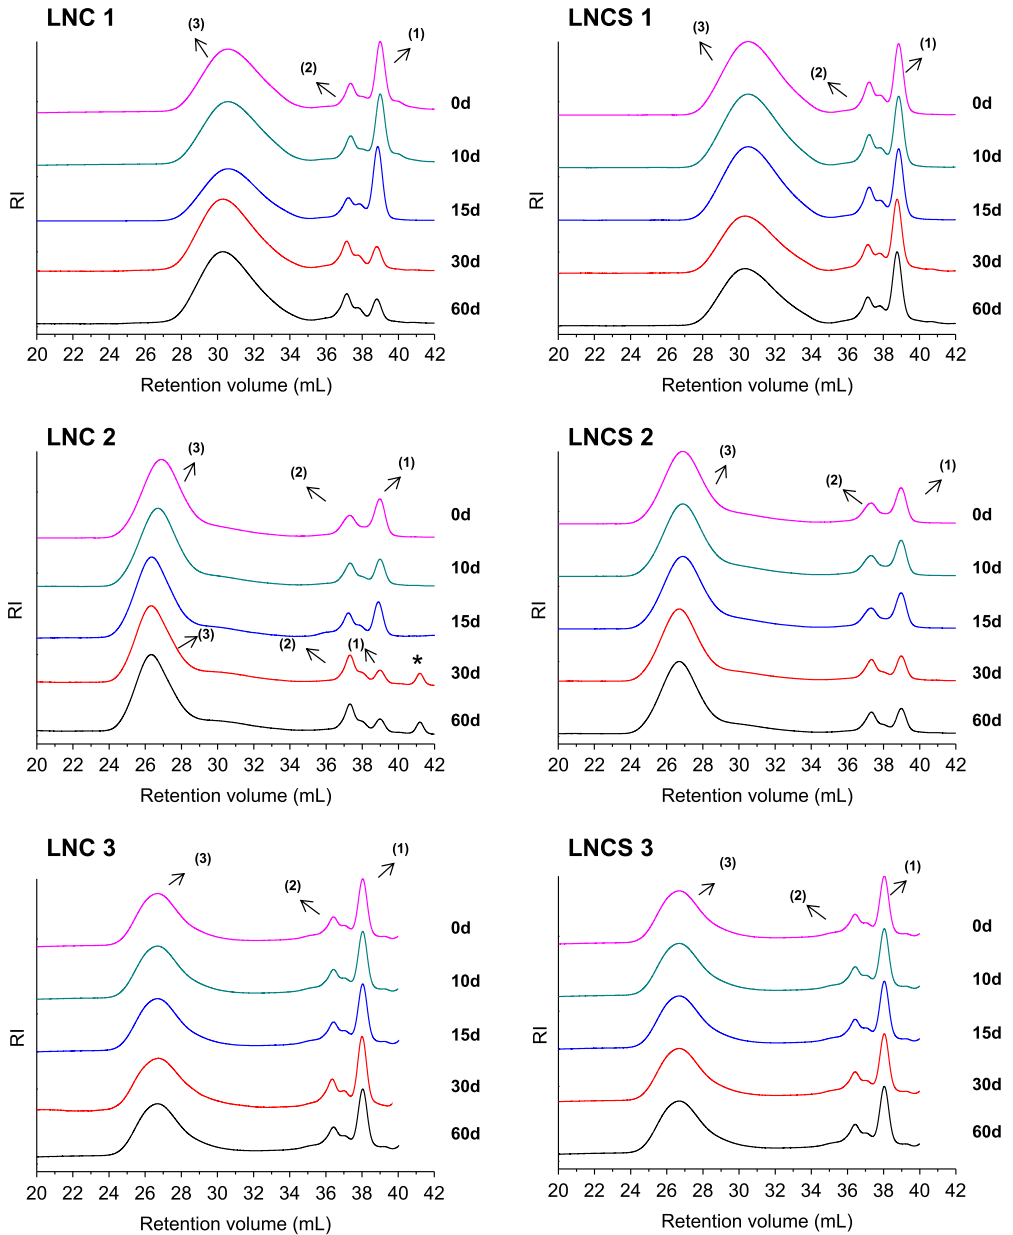 LNC 1
(3)
(2)
(1)
0d
10d
15d
30d
60d
RI
20 22 24 26 28 30 32 34 36 38 40 42
Retention volume (mL)
LNCS 1
(3)
(2)
(1)
0d
10d
15d
30d
60d
RI
26 28 30 32 34 36 38 40 42
20 22 24
Retention volume (mL)
LNC 2
(3)
(2)
(1)
0d
10d
15d
(3)
(2)
(1)
*
30d
60d
RI
20 22 24 26 28 30 32 34 36 38 40 42
Retention volume (mL)
LNCS 2
(3)
(2)
(1)
0d
10d
15d
30d
60d
RI
20 22 24 26 28 30 32 34 36 38 40 42
Retention volume (mL)
LNC 3
(3)
(2)
(1)
0d
10d
15d
30d
60d
RI
20 22 24 26 28 30 32 34 36 38 40 42
Retention volume (mL)
LNCS 3
(3)
(2)
(1)
0d
10d
15d
30d
60d
RI
20 22 24 26 28 30 32 34 36 38 40 42
Retention volume (mL)